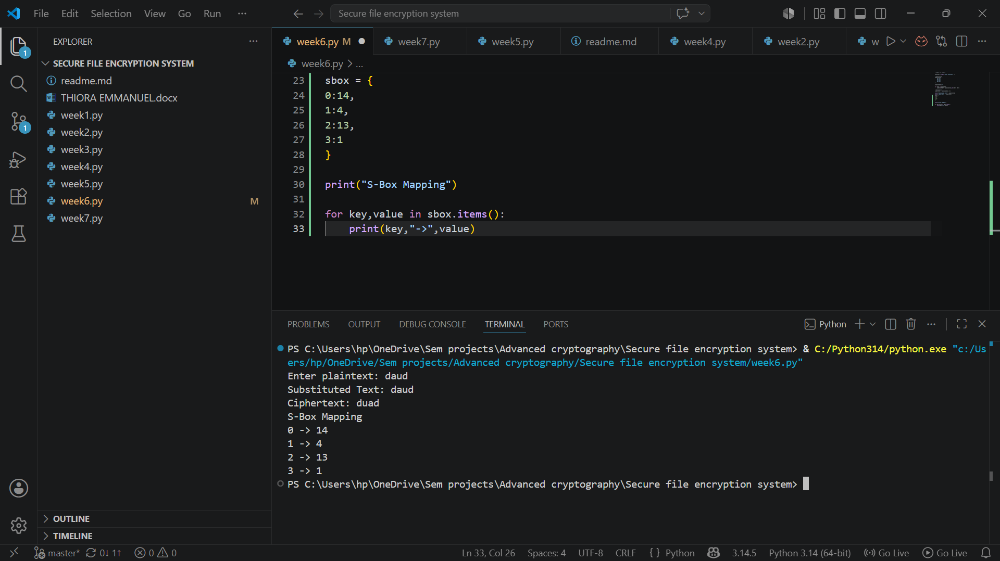 File Edit Selection View Go Run ···
Secure file encryption system
EXPLORER
SECURE FILE ENCRYPTION SYSTEM
readme.md
THIORA EMMANUEL.docx
week1.py
week2.py
week3.py
week4.py
week5.py
week6.py M
week7.py
OUTLINE
TIMELINE
1
1
week6.py M week7.py week5.py readme.md week4.py week2.py w
week6.py > ...
23 sbox = {
24 0:14,
25 1:4,
26 2:13,
27 3:1
28 }
29
30 print("S-Box Mapping")
31
32 for key,value in sbox.items():
33 print(key,"->",value)
PROBLEMS OUTPUT DEBUG CONSOLE TERMINAL PORTS
Python
PS C:\Users\hp\OneDrive\Sem projects\Advanced cryptography\Secure file encryption system> & C:/Python314/python.exe "c:/Us
ers/hp/OneDrive/Sem projects/Advanced cryptography/Secure file encryption system/week6.py"
Enter plaintext: daud
Substituted Text: daud
Ciphertext: duad
S-Box Mapping
0 -> 14
1 -> 4
2 -> 13
3 -> 1
PS C:\Users\hp\OneDrive\Sem projects\Advanced cryptography\Secure file encryption system>
master* 0↓ 1↑ 0 0 Ln 33, Col 26 Spaces: 4 UTF-8 CRLF { } Python 3.14.5 Python 3.14 (64-bit) Go Live Go Live